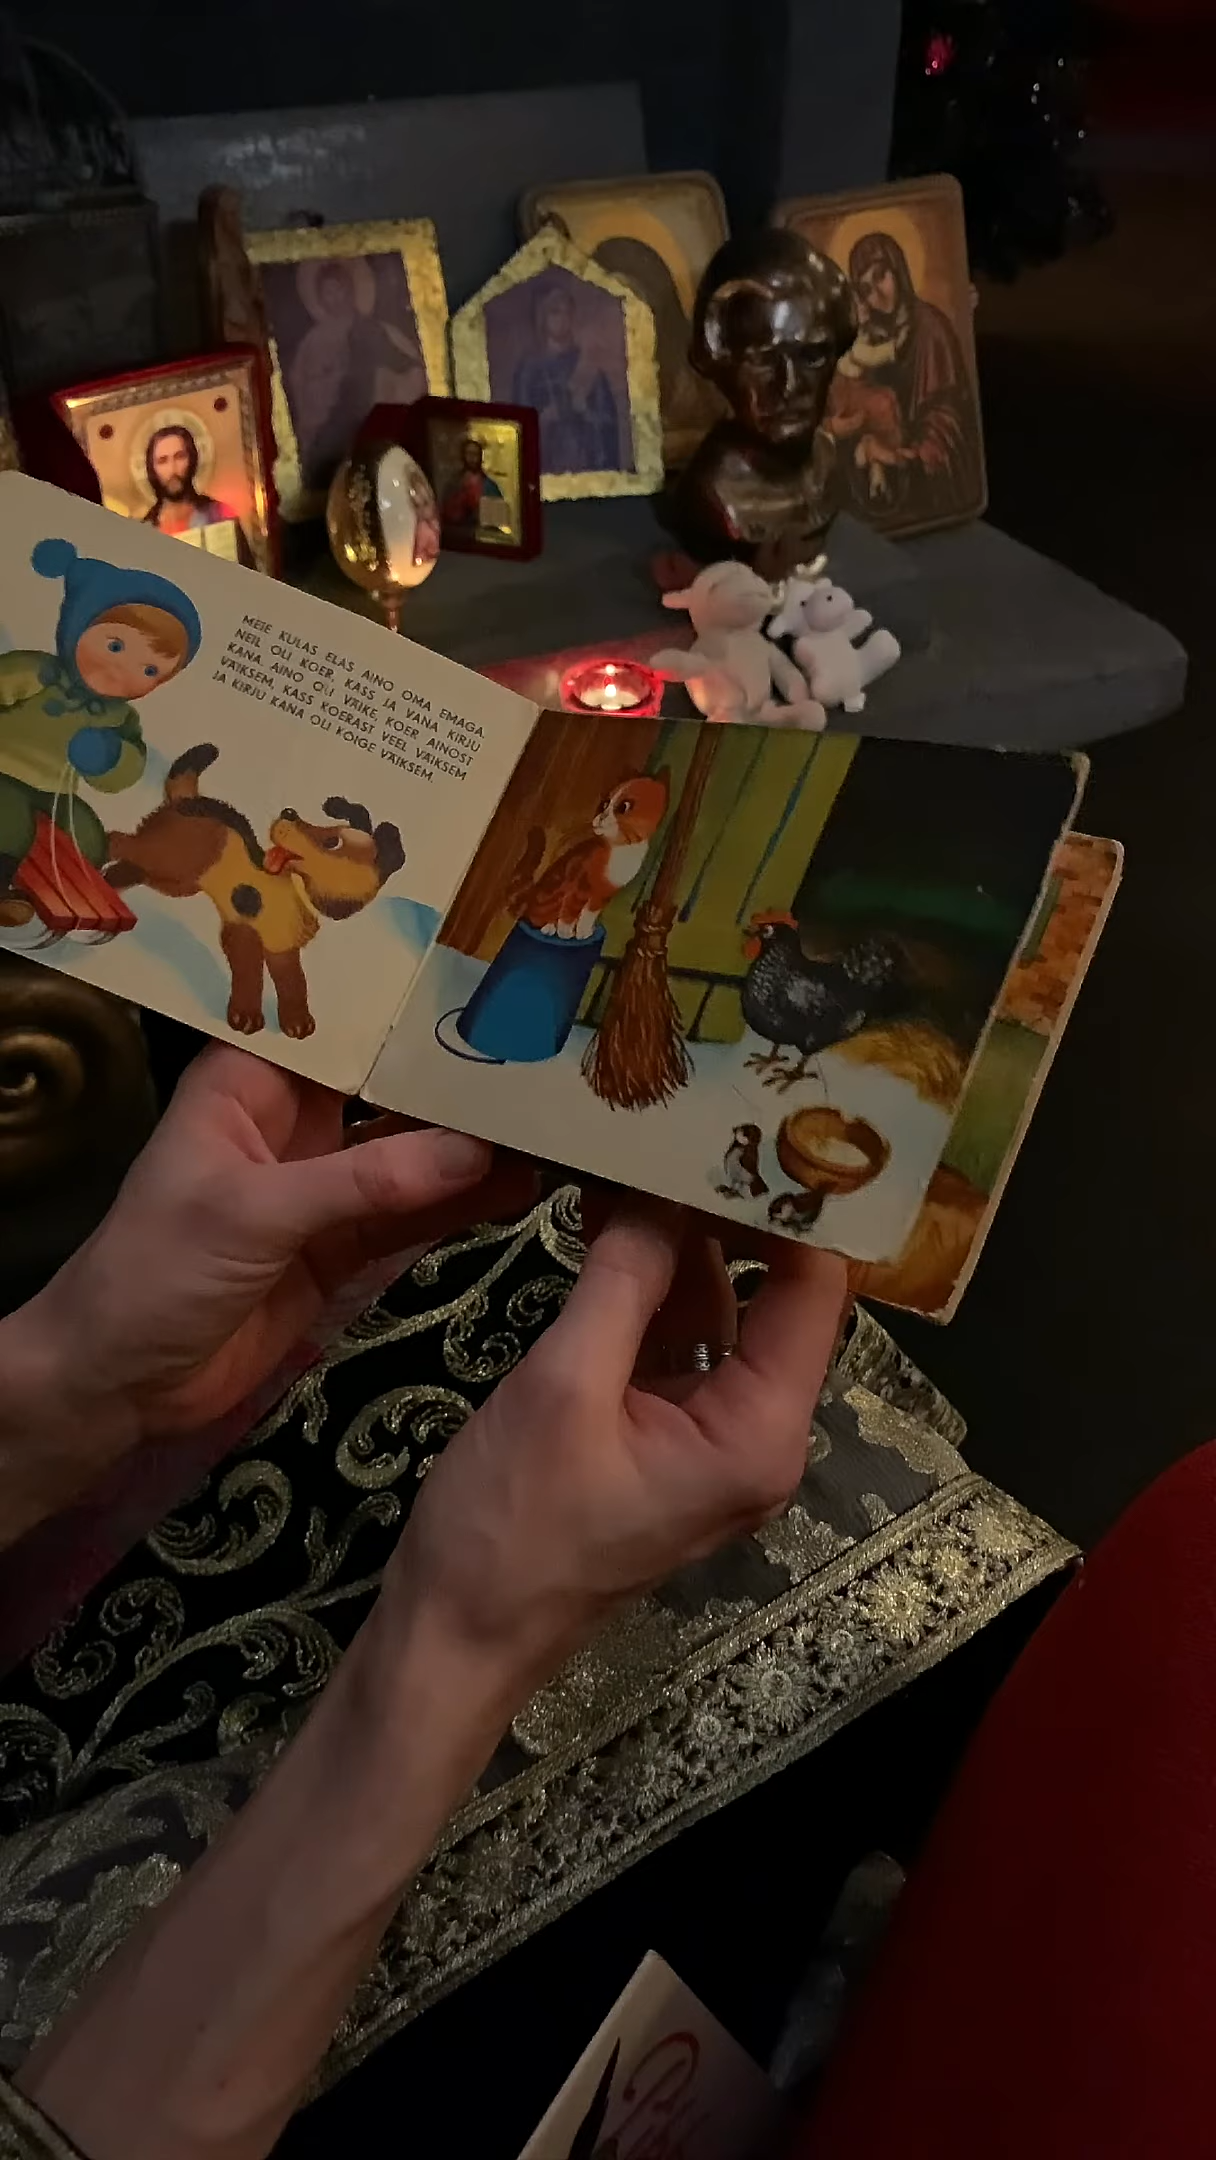 MEIE KÜLAS ELAS AINO OMA EMAGA.
NEIL OLI KOER, KASS JA VANA KIRJU
KANA. AINO OLI VÄIKE, KOER AINOST
VÄIKSEM, KASS KOERAST VEEL VÄIKSEM
JA KIRJU KANA OLI KÕIGE VÄIKSEM.